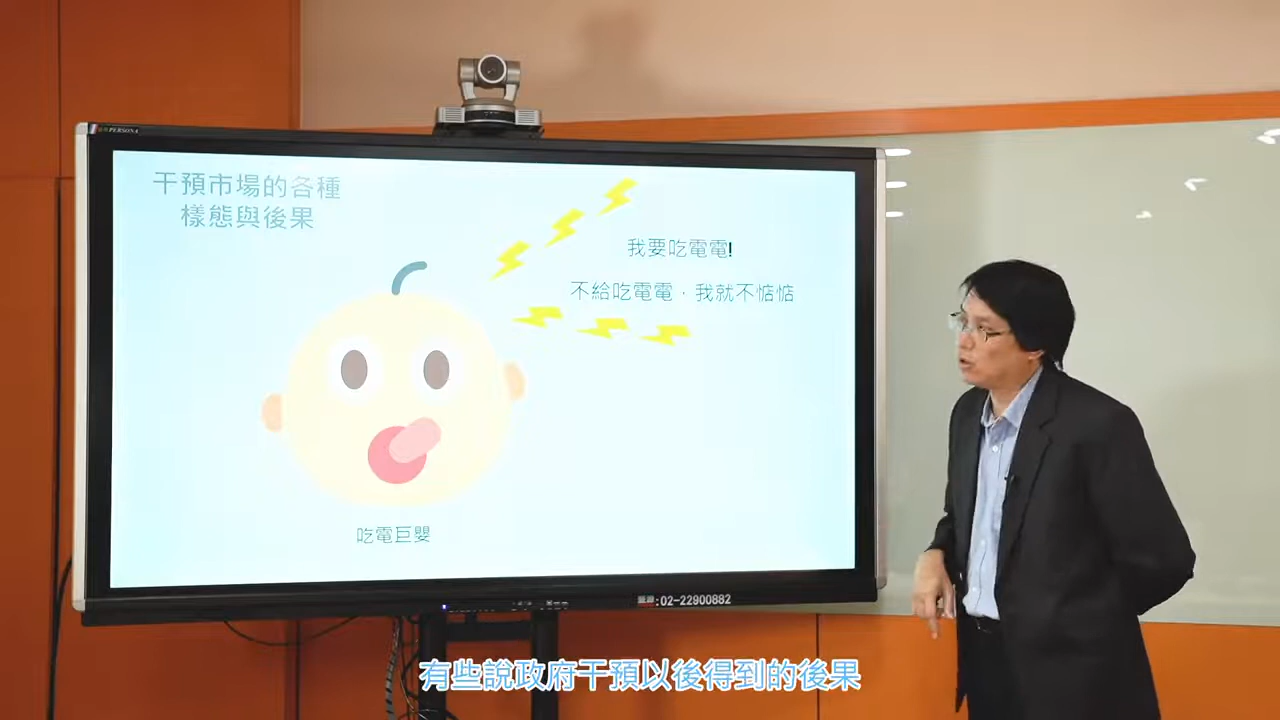 PERSONA
干預市場的各種
樣態與後果
我要吃電電!
不給吃電電，我就不惦惦
吃電巨嬰
:02-22900882
有些說政府干預以後得到的後果